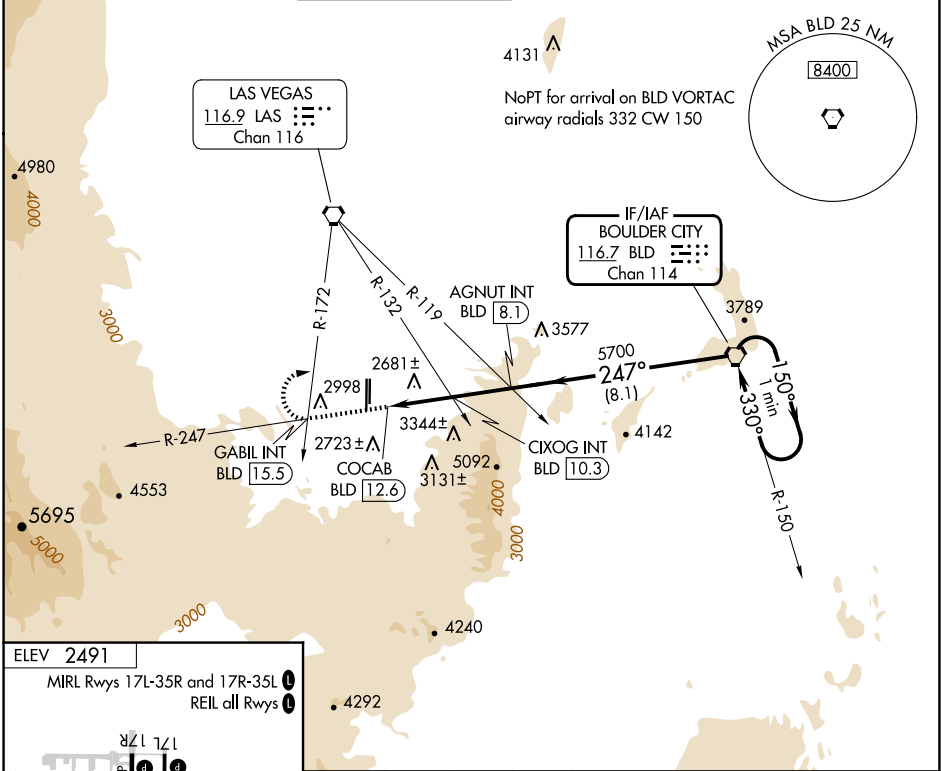 4131
MSA BLD 25 NM
8400
LAS VEGAS
116.9 LAS
Chan 116
NoPT for arrival on BLD VORTAC
airway radials 332 CW 150
4980
4000
IF/IAF
BOULDER CITY
116.7 BLD
Chan 114
R-172
R-132
R-119
AGNUT INT
BLD 8.1
3577
3789
3000
5700
247°
(8.1)
150°
1 min
330°
2681±
2998
3344±
2723±
4142
R-247
GABIL INT
BLD 15.5
COCAB
BLD 12.6
3131±
5092
4000
CIXOG INT
BLD 10.3
4553
5695
5000
3000
R-150
3000
4240
4292
ELEV 2491
MIRL Rwys 17L-35R and 17R-35L L
REIL all Rwys L
17R
17L
P
P